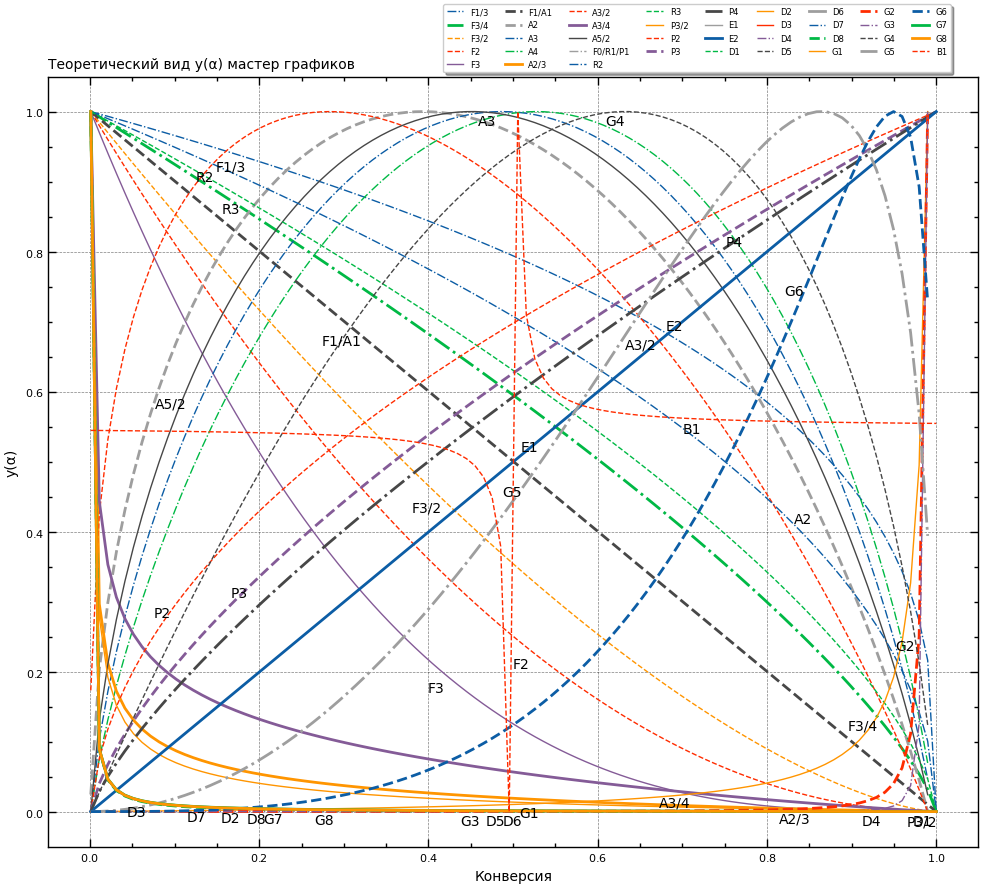 F1/3 F1/A1 A3/2 R3 P4 D2 D6 G2 G6
F3/4 A2 A3/4 P3/2 E1 D3 D7 G3 G7
F3/2 A3 A5/2 P2 E2 D4 D8 G4 G8
F2 A4 F0/R1/P1 P3 D1 D5 G1 G5 B1
F3 A2/3 R2
Теоретический вид y(α) мастер графиков
1.0
0.8
0.6
0.4
0.2
0.0
y(α)
A3
G4
F1/3
R2
R3
P4
G6
E2
F1/A1
A3/2
A5/2
B1
E1
G5
F3/2
A2
P3
P2
G2
F2
F3
F3/4
A3/4
D3
G1
D7
D2
D8
G7
G8
G3
D5
D6
A2/3
D4
P3/2
D1
0.0 0.2 0.4 0.6 0.8 1.0
Конверсия